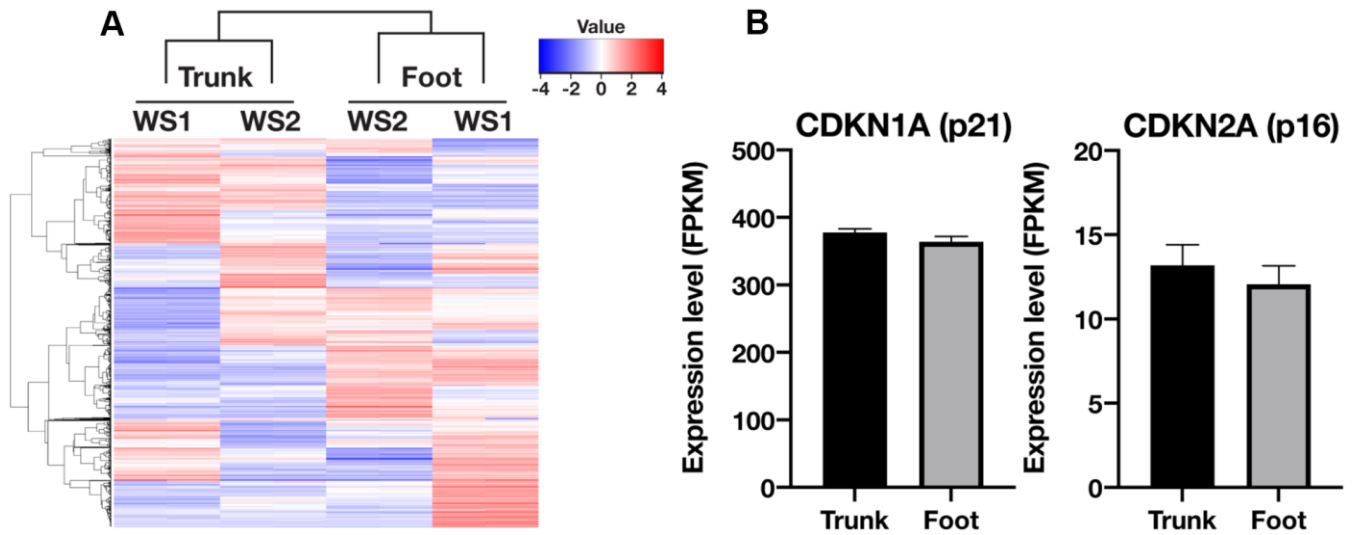 A
Value
-4 -2 0 2 4
Trunk Foot
WS1 WS2 WS2 WS1
B
CDKN1A (p21)
Expression level (FPKM)
500
400
300
200
100
0
Trunk Foot
CDKN2A (p16)
Expression level (FPKM)
20
15
10
5
0
Trunk Foot